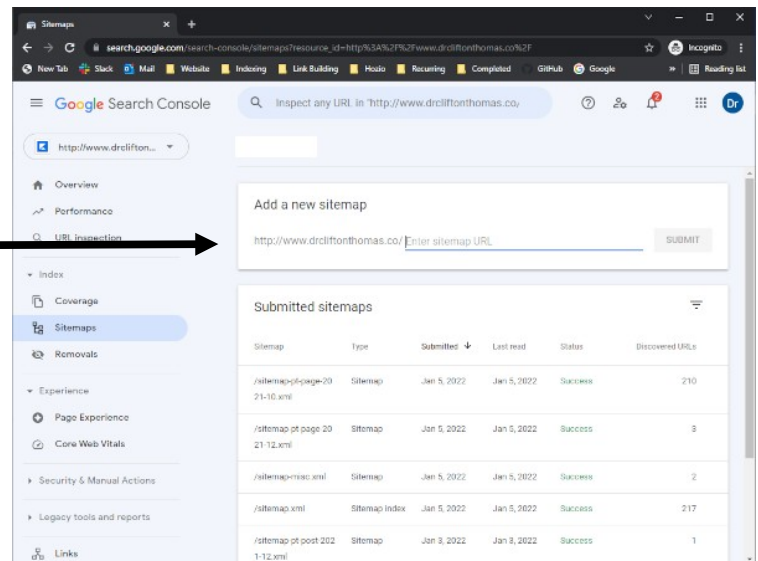 Sitemaps
search.google.com/search-console/sitemaps?resource_id=http%3A%2F%2Fwww.drcliftonthomas.co%2F
Incognito
New Tab Slack Mail Website Indexing Link Building Hozio Recurring Completed GitHub Google » Reading list
Google Search Console
Inspect any URL in "http://www.drcliftonthomas.co/
2
Dr
http://www.drclifton...
Overview
Performance
URL inspection
Index
Coverage
Sitemaps
Removals
Experience
Page Experience
Core Web Vitals
Security & Manual Actions
Legacy tools and reports
Links
Add a new sitemap
http://www.drcliftonthomas.co/ Enter sitemap URL SUBMIT
Submitted sitemaps
Sitemap Type Submitted Last read Status Discovered URLs
/sitemap-pt-page-20 Sitemap Jan 5, 2022 Jan 5, 2022 Success 210
21-10.xml
/sitemap-pt-page-20 Sitemap Jan 5, 2022 Jan 5, 2022 Success 3
21-12.xml
/sitemap-misc.xml Sitemap Jan 5, 2022 Jan 5, 2022 Success 2
/sitemap.xml Sitemap index Jan 5, 2022 Jan 5, 2022 Success 217
/sitemap-pt-post-202 Sitemap Jan 3, 2022 Jan 3, 2022 Success 1
1-12.xml